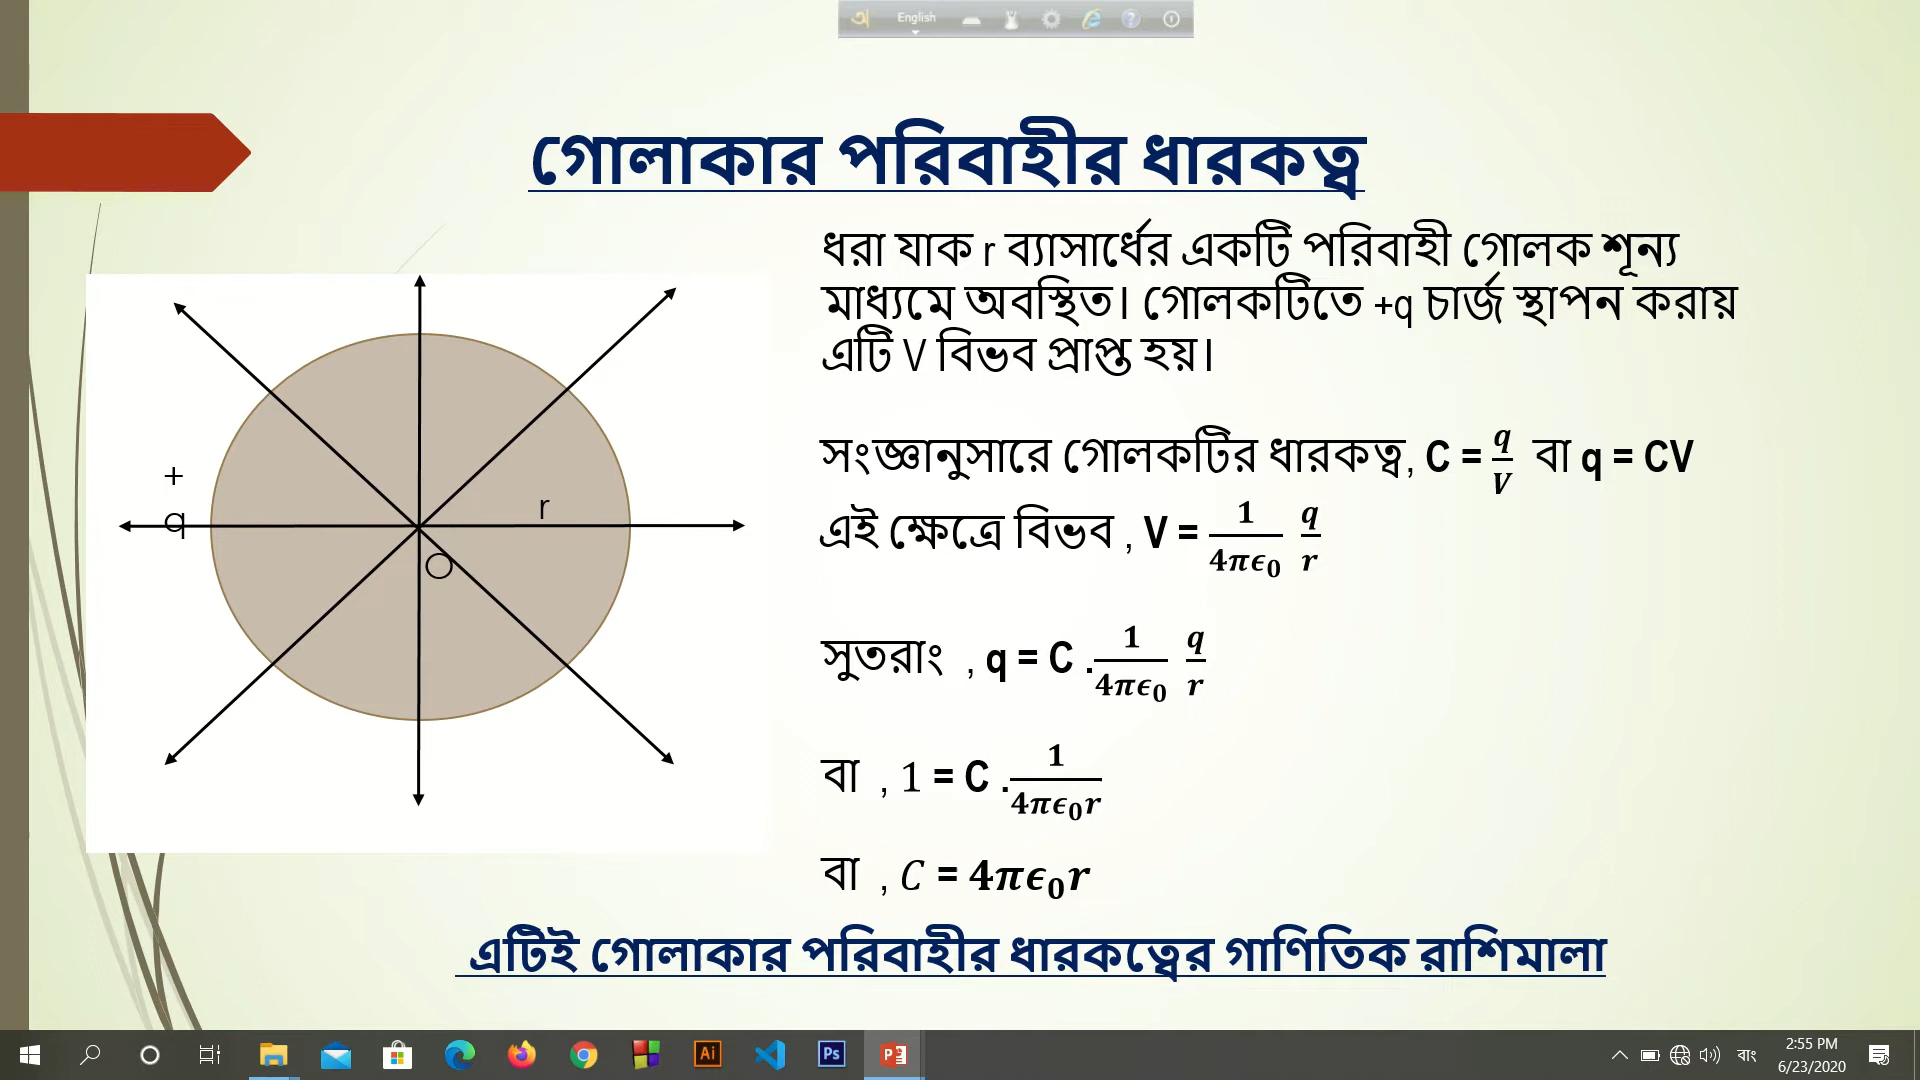 English
গোলাকার পরিবাহীর ধারকত্ব
ধরা যাক r ব্যাসার্ধের একটি পরিবাহী গোলক শূন্য
মাধ্যমে অবস্থিত। গোলকটিতে +q চার্জ স্থাপন করায়
এটি V বিভব প্রাপ্ত হয়।
সংজ্ঞানুসারে গোলকটির ধারকত্ব, C = q/V বা q = CV
এই ক্ষেত্রে বিভব , V = 1/4πϵ₀ q/r
সুতরাং , q = C .1/4πϵ₀ q/r
বা , 1 = C .1/4πϵ₀r
বা , C = 4πϵ₀r
+
q
r
O
এটিই গোলাকার পরিবাহীর ধারকত্বের গাণিতিক রাশিমালা
Ai
Ps
P
বাং
2:55 PM
6/23/2020